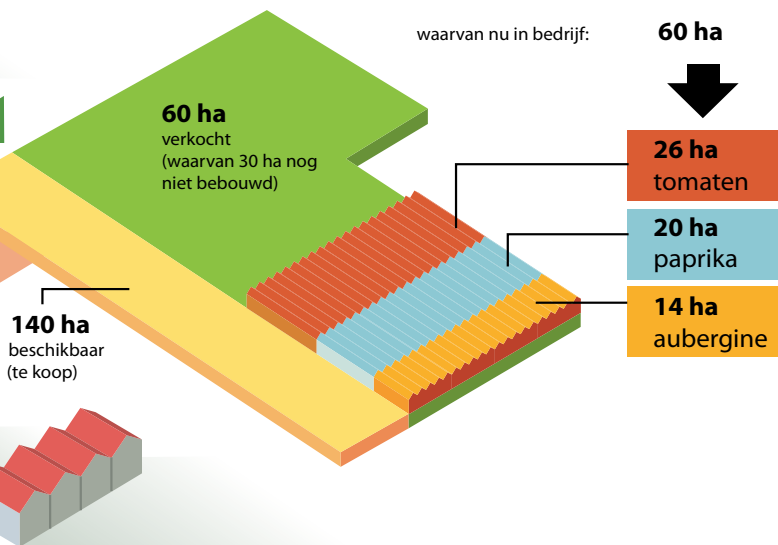 waarvan nu in bedrijf: 60 ha
60 ha
verkocht
(waarvan 30 ha nog
niet bebouwd)
26 ha
tomaten
20 ha
paprika
14 ha
aubergine
140 ha
beschikbaar
(te koop)